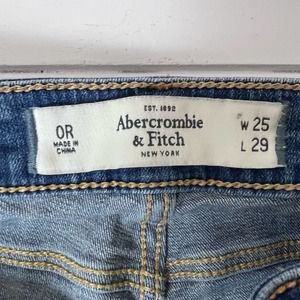 EST. 1892
Abercrombie
& Fitch
NEW YORK
0R
MADE IN
CHINA
W 25
L 29